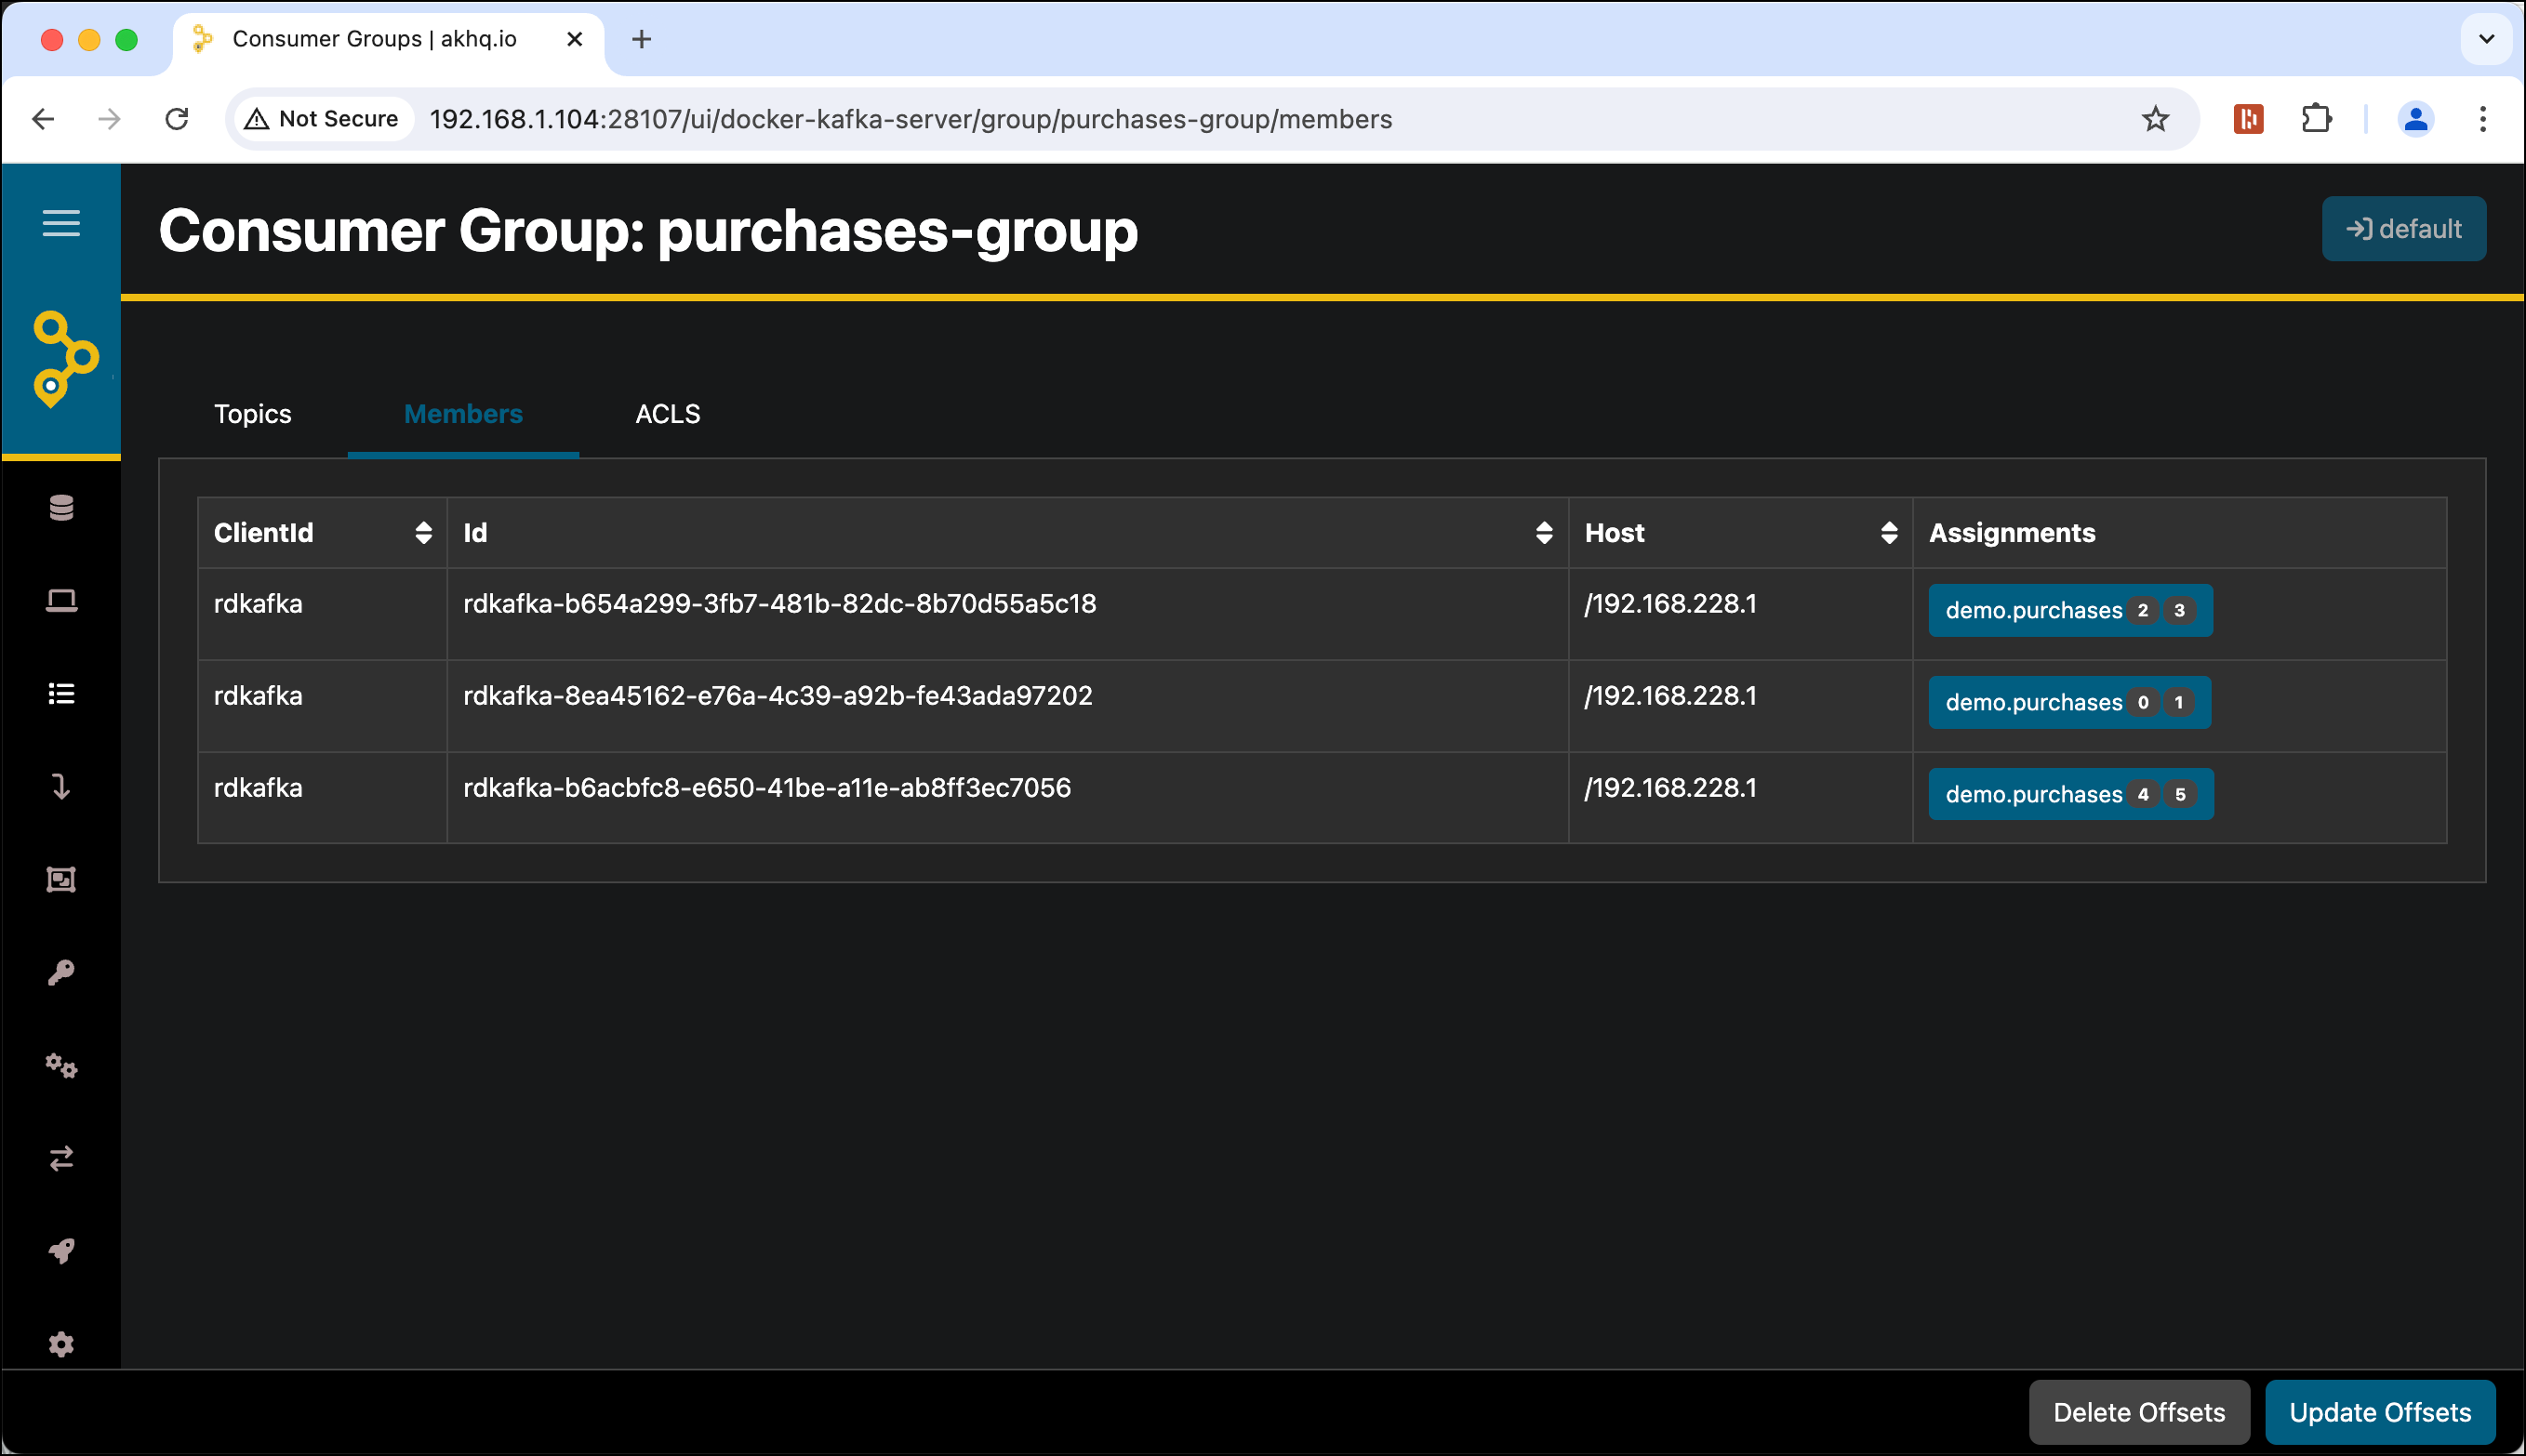 Consumer Groups | akhq.io
Not Secure
192.168.1.104:28107/ui/docker-kafka-server/group/purchases-group/members
Consumer Group: purchases-group
default
Topics
Members
ACLS
ClientId Id Host Assignments
rdkafka rdkafka-b654a299-3fb7-481b-82dc-8b70d55a5c18 /192.168.228.1 demo.purchases 2 3
rdkafka rdkafka-8ea45162-e76a-4c39-a92b-fe43ada97202 /192.168.228.1 demo.purchases 0 1
rdkafka rdkafka-b6acbfc8-e650-41be-a11e-ab8ff3ec7056 /192.168.228.1 demo.purchases 4 5
Delete Offsets
Update Offsets